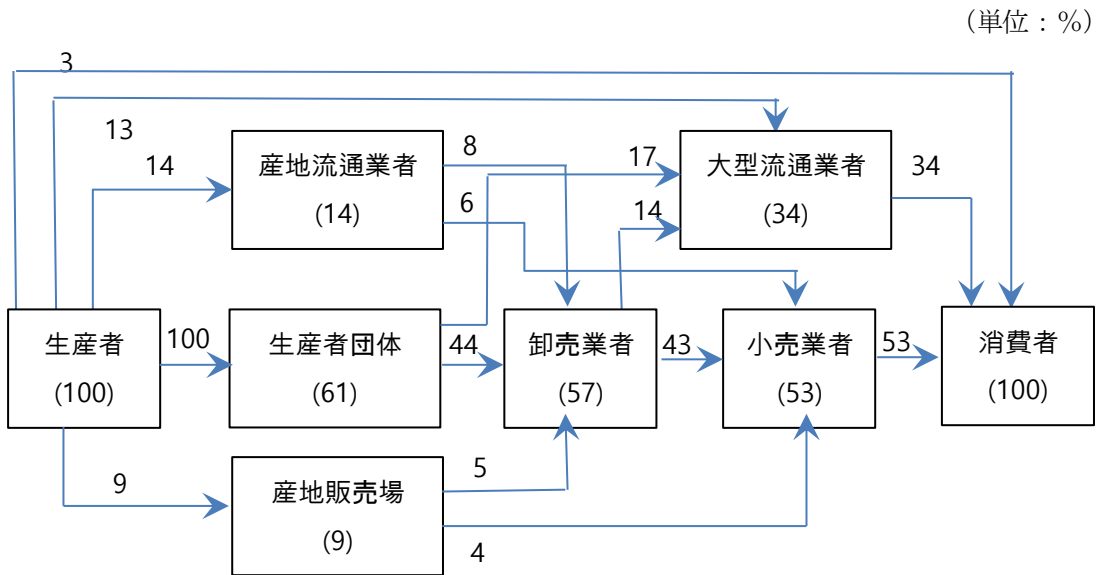 （単位：%）
3
13
14
産地流通業者
(14)
8
6
17
14
大型流通業者
(34)
34
生産者
(100)
100
生産者団体
(61)
44
卸売業者
(57)
43
小売業者
(53)
53
消費者
(100)
9
産地販売場
(9)
5
4